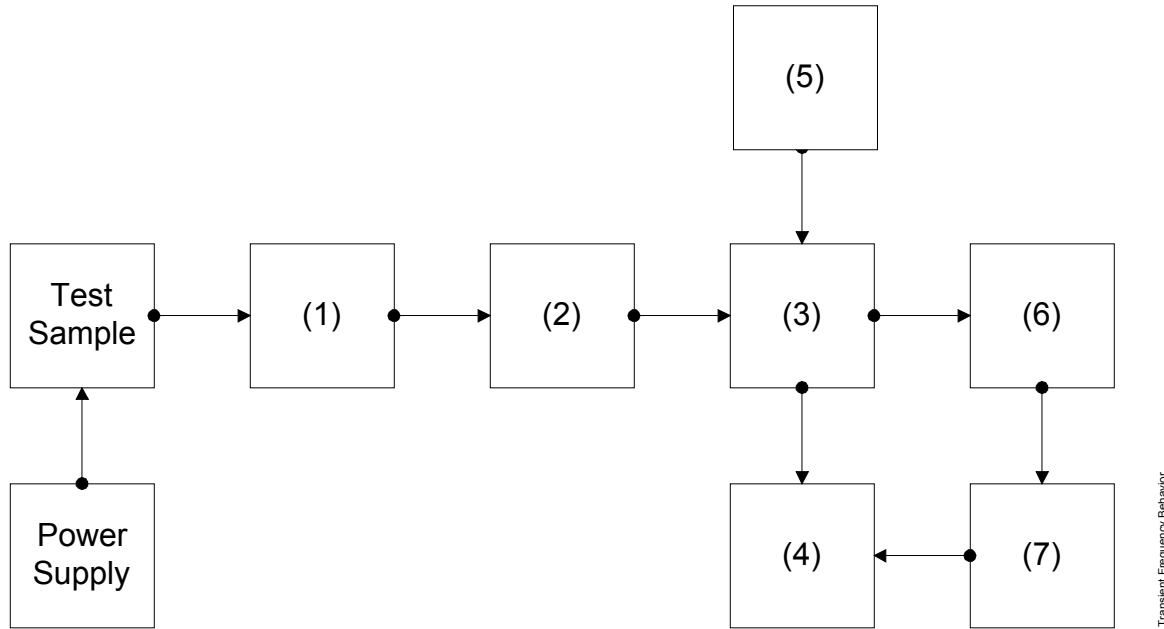 (5)
Test
Sample
(1)
(2)
(3)
(6)
Power
Supply
(4)
(7)
Transient Frequency Behavior